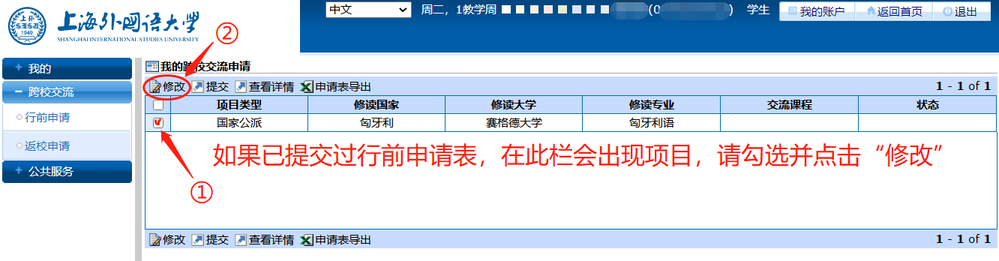 上海外国语大学
SHANGHAI INTERNATIONAL STUDIES UNIVERSITY
1949
中文
周二，1教学周
(0 )
学生
我的账户
返回首页
退出
②
+ 我的
− 跨校交流
行前申请
返校申请
+ 公共服务
我的跨校交流申请
修改 提交 查看详情 申请表导出 1 - 1 of 1
项目类型 修读国家 修读大学 修读专业 交流课程 状态
国家公派 匈牙利 赛格德大学 匈牙利语
如果已提交过行前申请表，在此栏会出现项目，请勾选并点击“修改”
①
修改 提交 查看详情 申请表导出 1 - 1 of 1